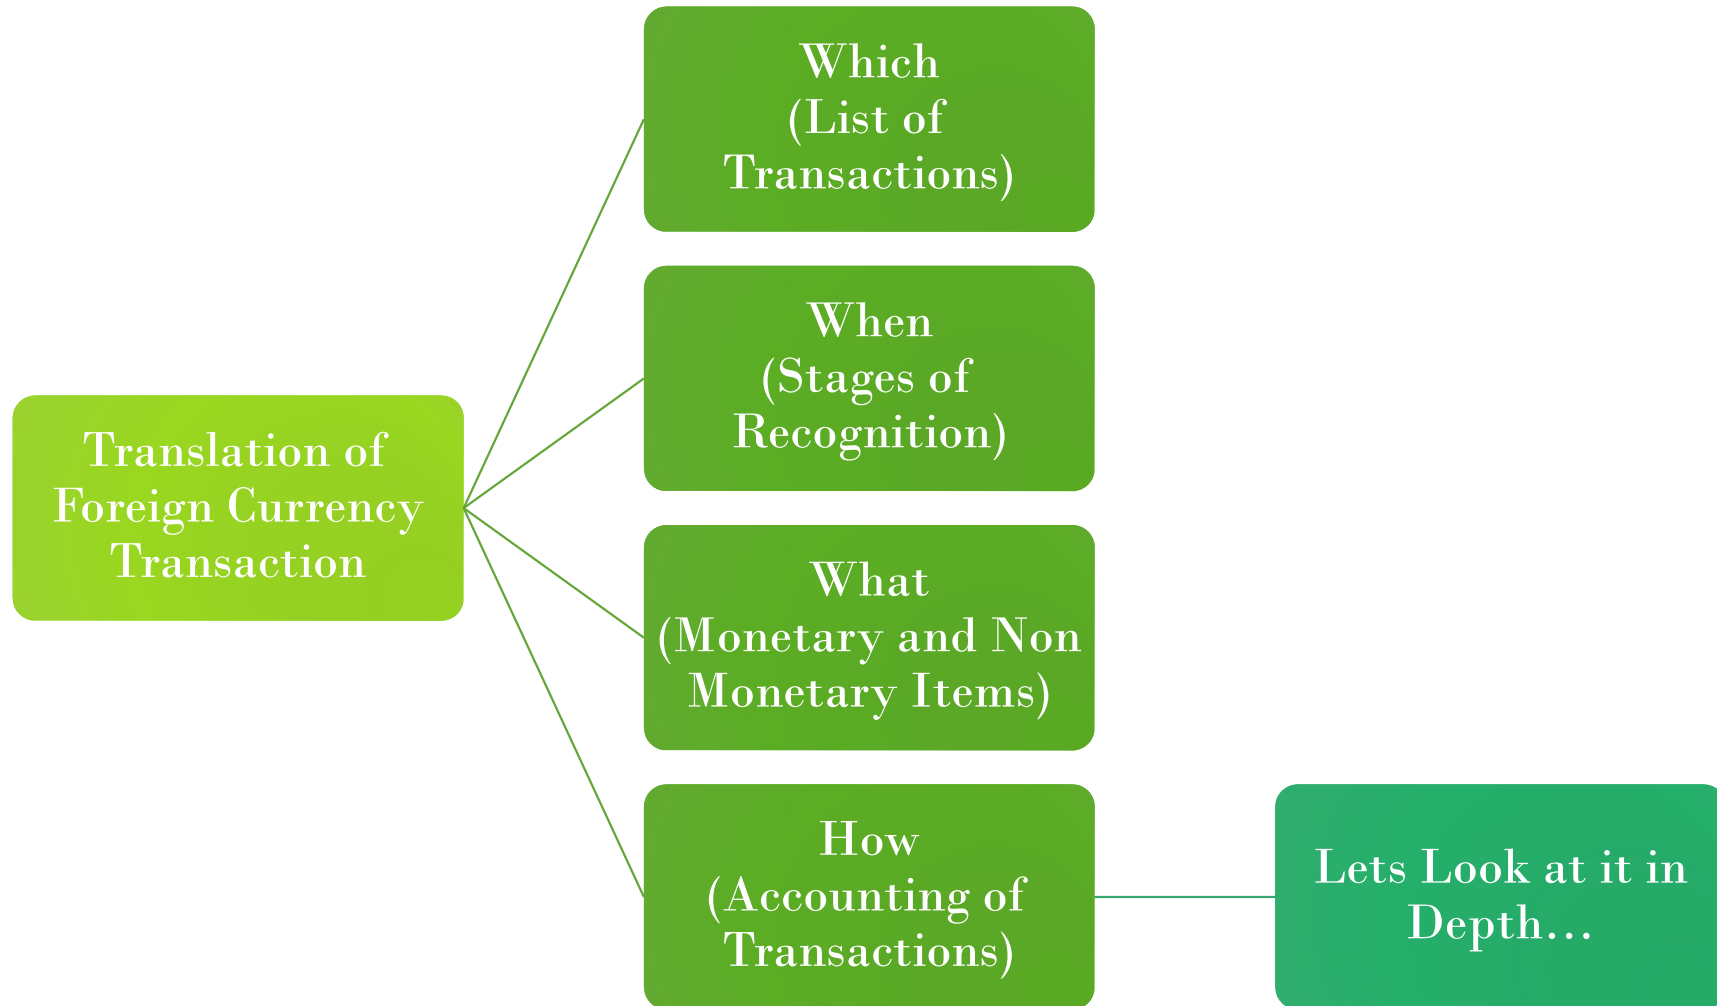 Translation of
Foreign Currency
Transaction
Which
(List of
Transactions)
When
(Stages of
Recognition)
What
(Monetary and Non
Monetary Items)
How
(Accounting of
Transactions)
Lets Look at it in
Depth...